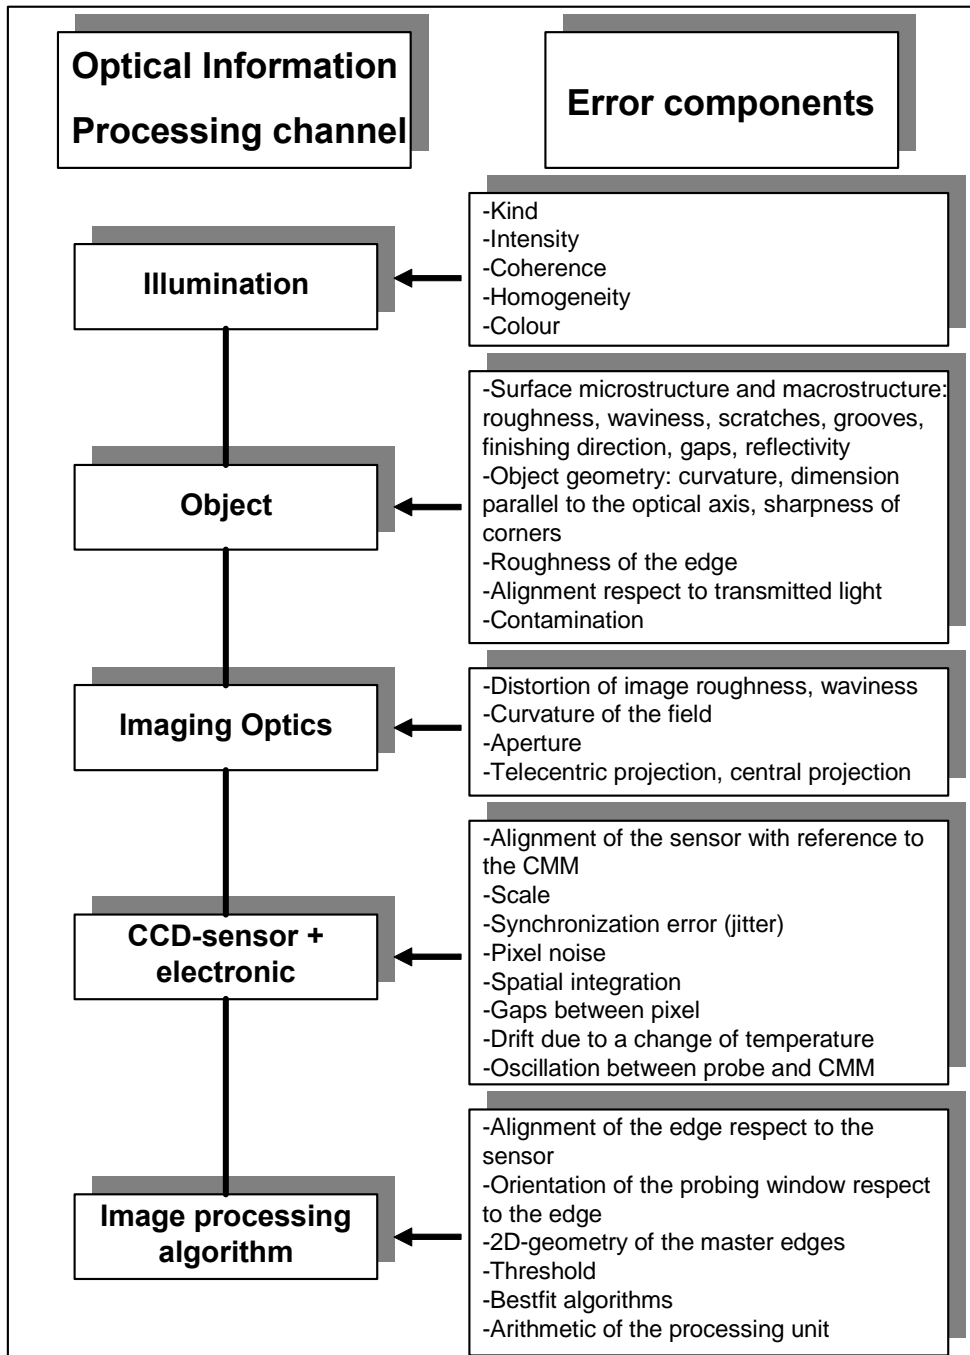 Optical Information
Processing channel
Error components
Illumination
-Kind
-Intensity
-Coherence
-Homogeneity
-Colour
Object
-Surface microstructure and macrostructure:
roughness, waviness, scratches, grooves,
finishing direction, gaps, reflectivity
-Object geometry: curvature, dimension
parallel to the optical axis, sharpness of
corners
-Roughness of the edge
-Alignment respect to transmitted light
-Contamination
Imaging Optics
-Distortion of image roughness, waviness
-Curvature of the field
-Aperture
-Telecentric projection, central projection
CCD-sensor +
electronic
-Alignment of the sensor with reference to
the CMM
-Scale
-Synchronization error (jitter)
-Pixel noise
-Spatial integration
-Gaps between pixel
-Drift due to a change of temperature
-Oscillation between probe and CMM
Image processing
algorithm
-Alignment of the edge respect to the
sensor
-Orientation of the probing window respect
to the edge
-2D-geometry of the master edges
-Threshold
-Bestfit algorithms
-Arithmetic of the processing unit